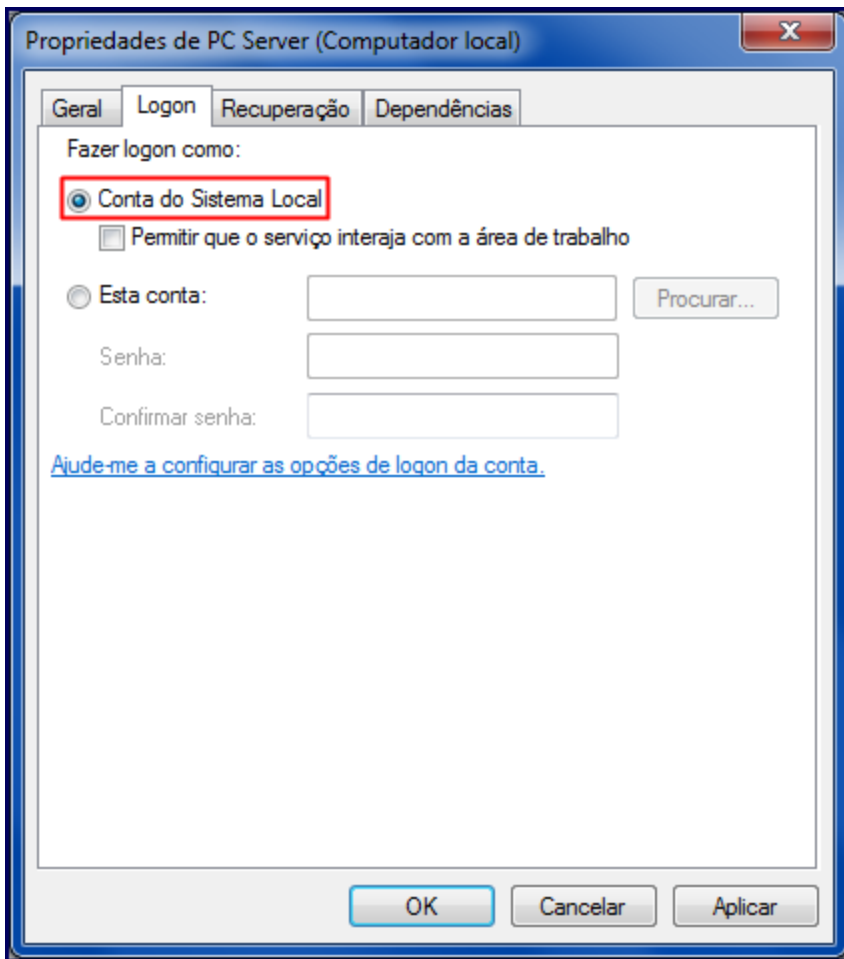 Propriedades de PC Server (Computador local)
Geral Logon Recuperação Dependências
Fazer logon como:
Conta do Sistema Local
Permitir que o serviço interaja com a área de trabalho
Esta conta: Procurar...
Senha:
Confirmar senha:
Ajude-me a configurar as opções de logon da conta.
OK Cancelar Aplicar